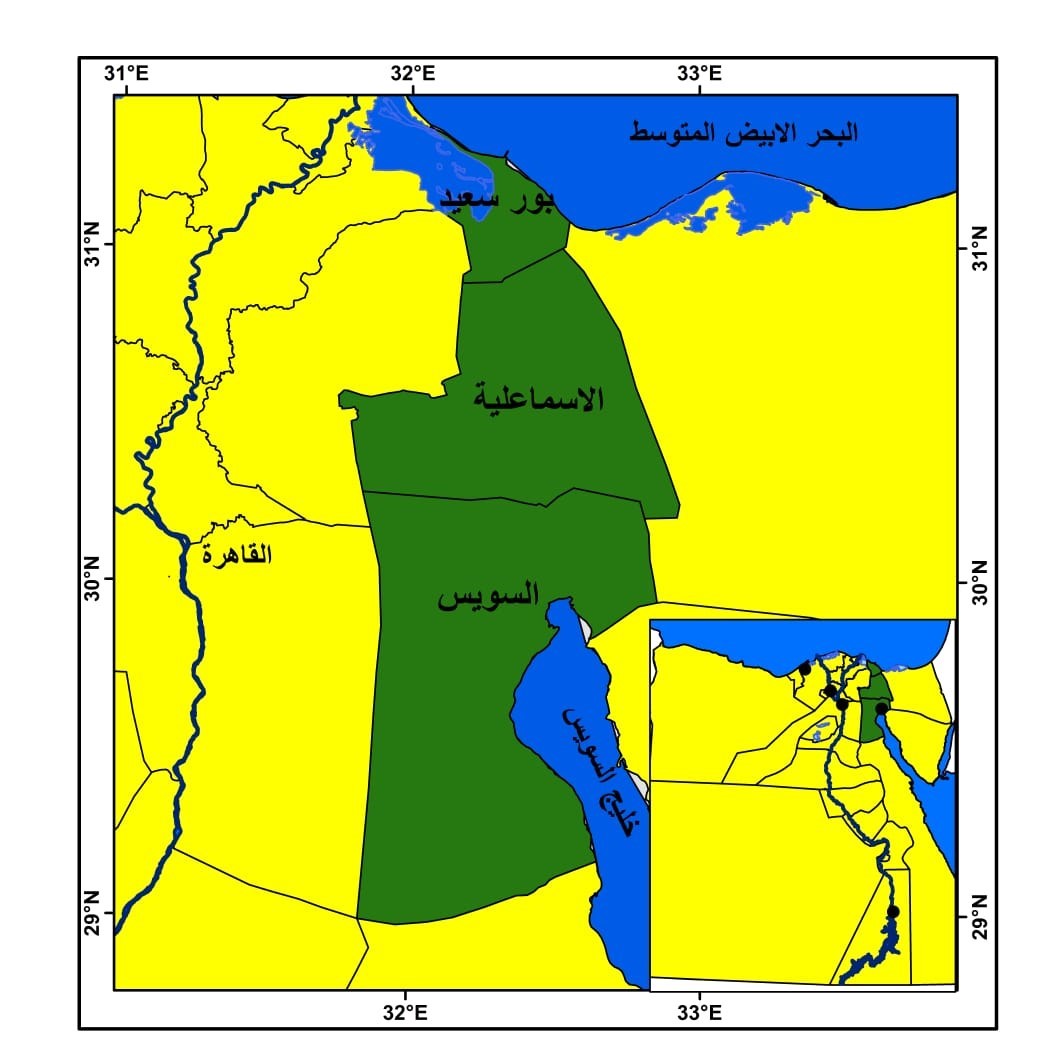 31°E 32°E 33°E
البحر الابيض المتوسط
بور سعيد
31°N 31°N
الاسماعلية
القاهرة
30°N 30°N
السويس
خليج السويس
29°N 29°N
32°E 33°E